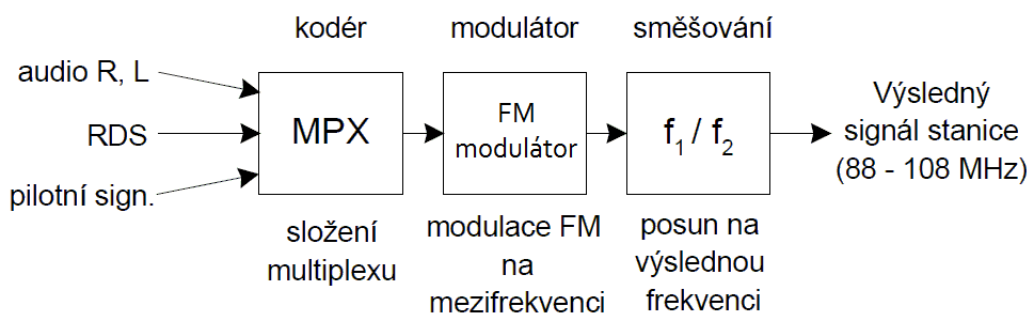 kodér
modulátor
směšování
audio R, L
RDS
pilotní sign.
MPX
FM
modulátor
f1 / f2
Výsledný
signál stanice
(88 - 108 MHz)
složení
multiplexu
modulace FM
na
mezifrekvenci
posun na
výslednou
frekvenci